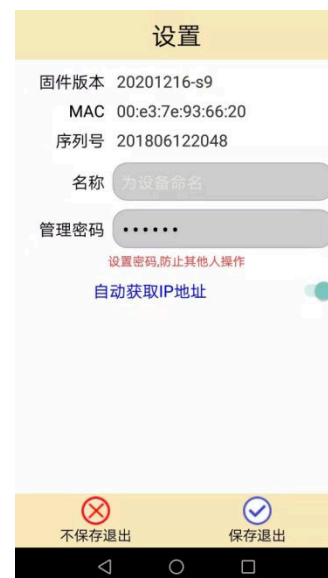 设置
固件版本 20201216-s9
MAC 00:e3:7e:93:66:20
序列号 201806122048
名称 为设备命名
管理密码 ••••••
设置密码,防止其他人操作
自动获取IP地址
不保存退出 保存退出